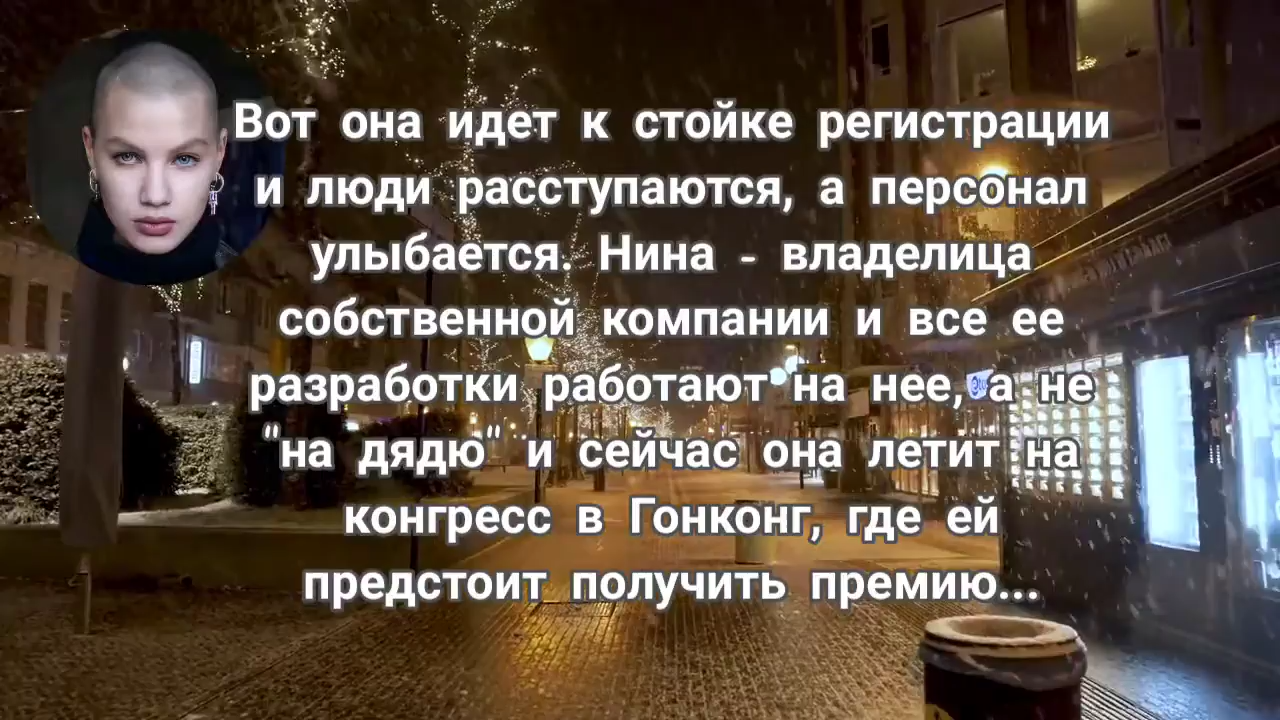 Вот она идет к стойке регистрации
и люди расступаются, а персонал
улыбается. Нина - владелица
собственной компании и все ее
разработки работают на нее, а не
"на дядю" и сейчас она летит на
конгресс в Гонконг, где ей
предстоит получить премию...